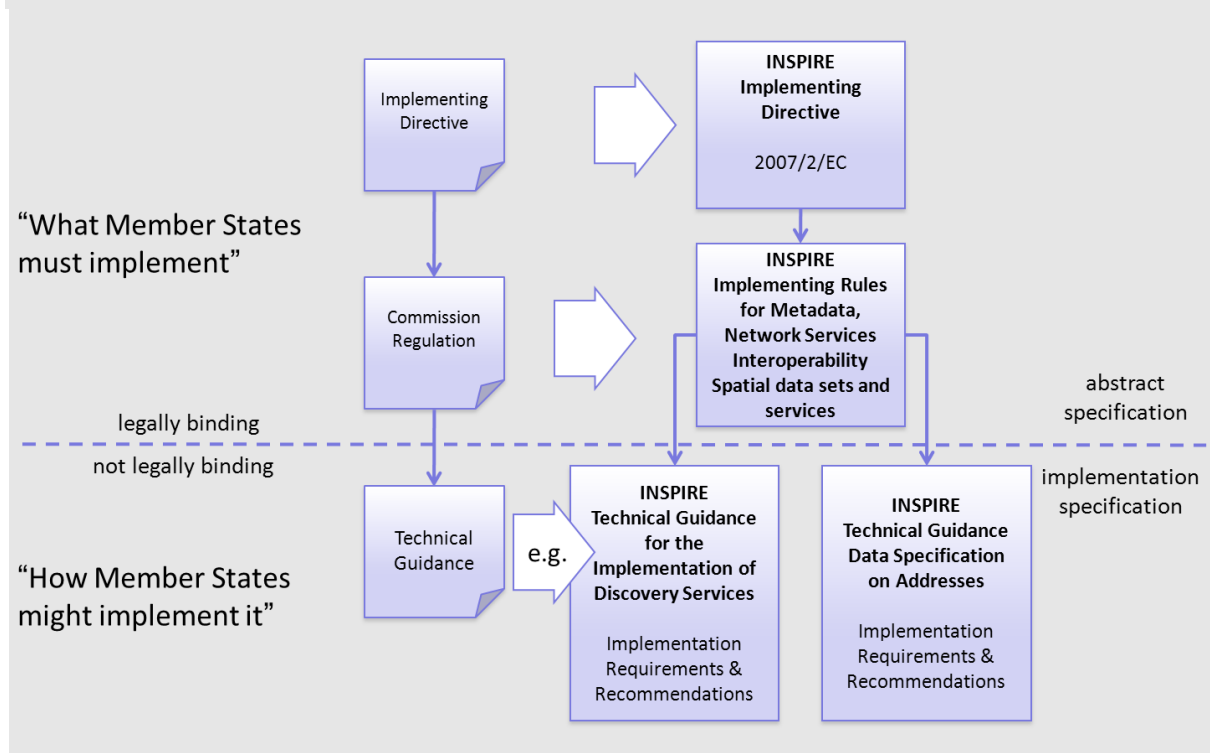 Implementing
Directive
INSPIRE
Implementing
Directive
2007/2/EC
“What Member States
must implement”
Commission
Regulation
INSPIRE
Implementing Rules
for Metadata,
Network Services
Interoperability
Spatial data sets and
services
abstract
specification
legally binding
not legally binding
implementation
specification
“How Member States
might implement it”
Technical
Guidance
e.g.
INSPIRE
Technical Guidance
for the
Implementation of
Discovery Services
Implementation
Requirements &
Recommendations
INSPIRE
Technical Guidance
Data Specification
on Addresses
Implementation
Requirements &
Recommendations